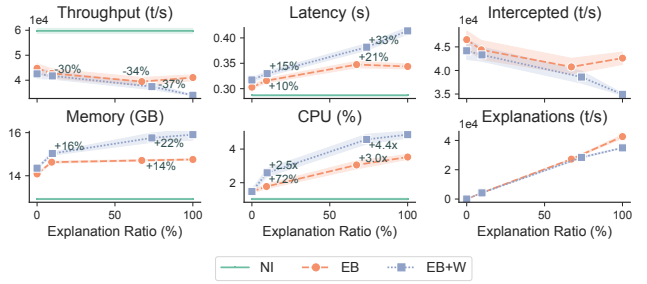 Throughput (t/s)
1e4
6
4
-30%
-34%
-37%
Latency (s)
0.40
0.35
0.30
+15%
+10%
+33%
+21%
Intercepted (t/s)
1e4
4.5
4.0
3.5
Memory (GB)
16
14
+16%
+22%
+14%
0
50
100
Explanation Ratio (%)
CPU (%)
4
2
+2.5x
+72%
+4.4x
+3.0x
0
50
100
Explanation Ratio (%)
Explanations (t/s)
1e4
4
2
0
0
50
100
Explanation Ratio (%)
NI
EB
EB+W